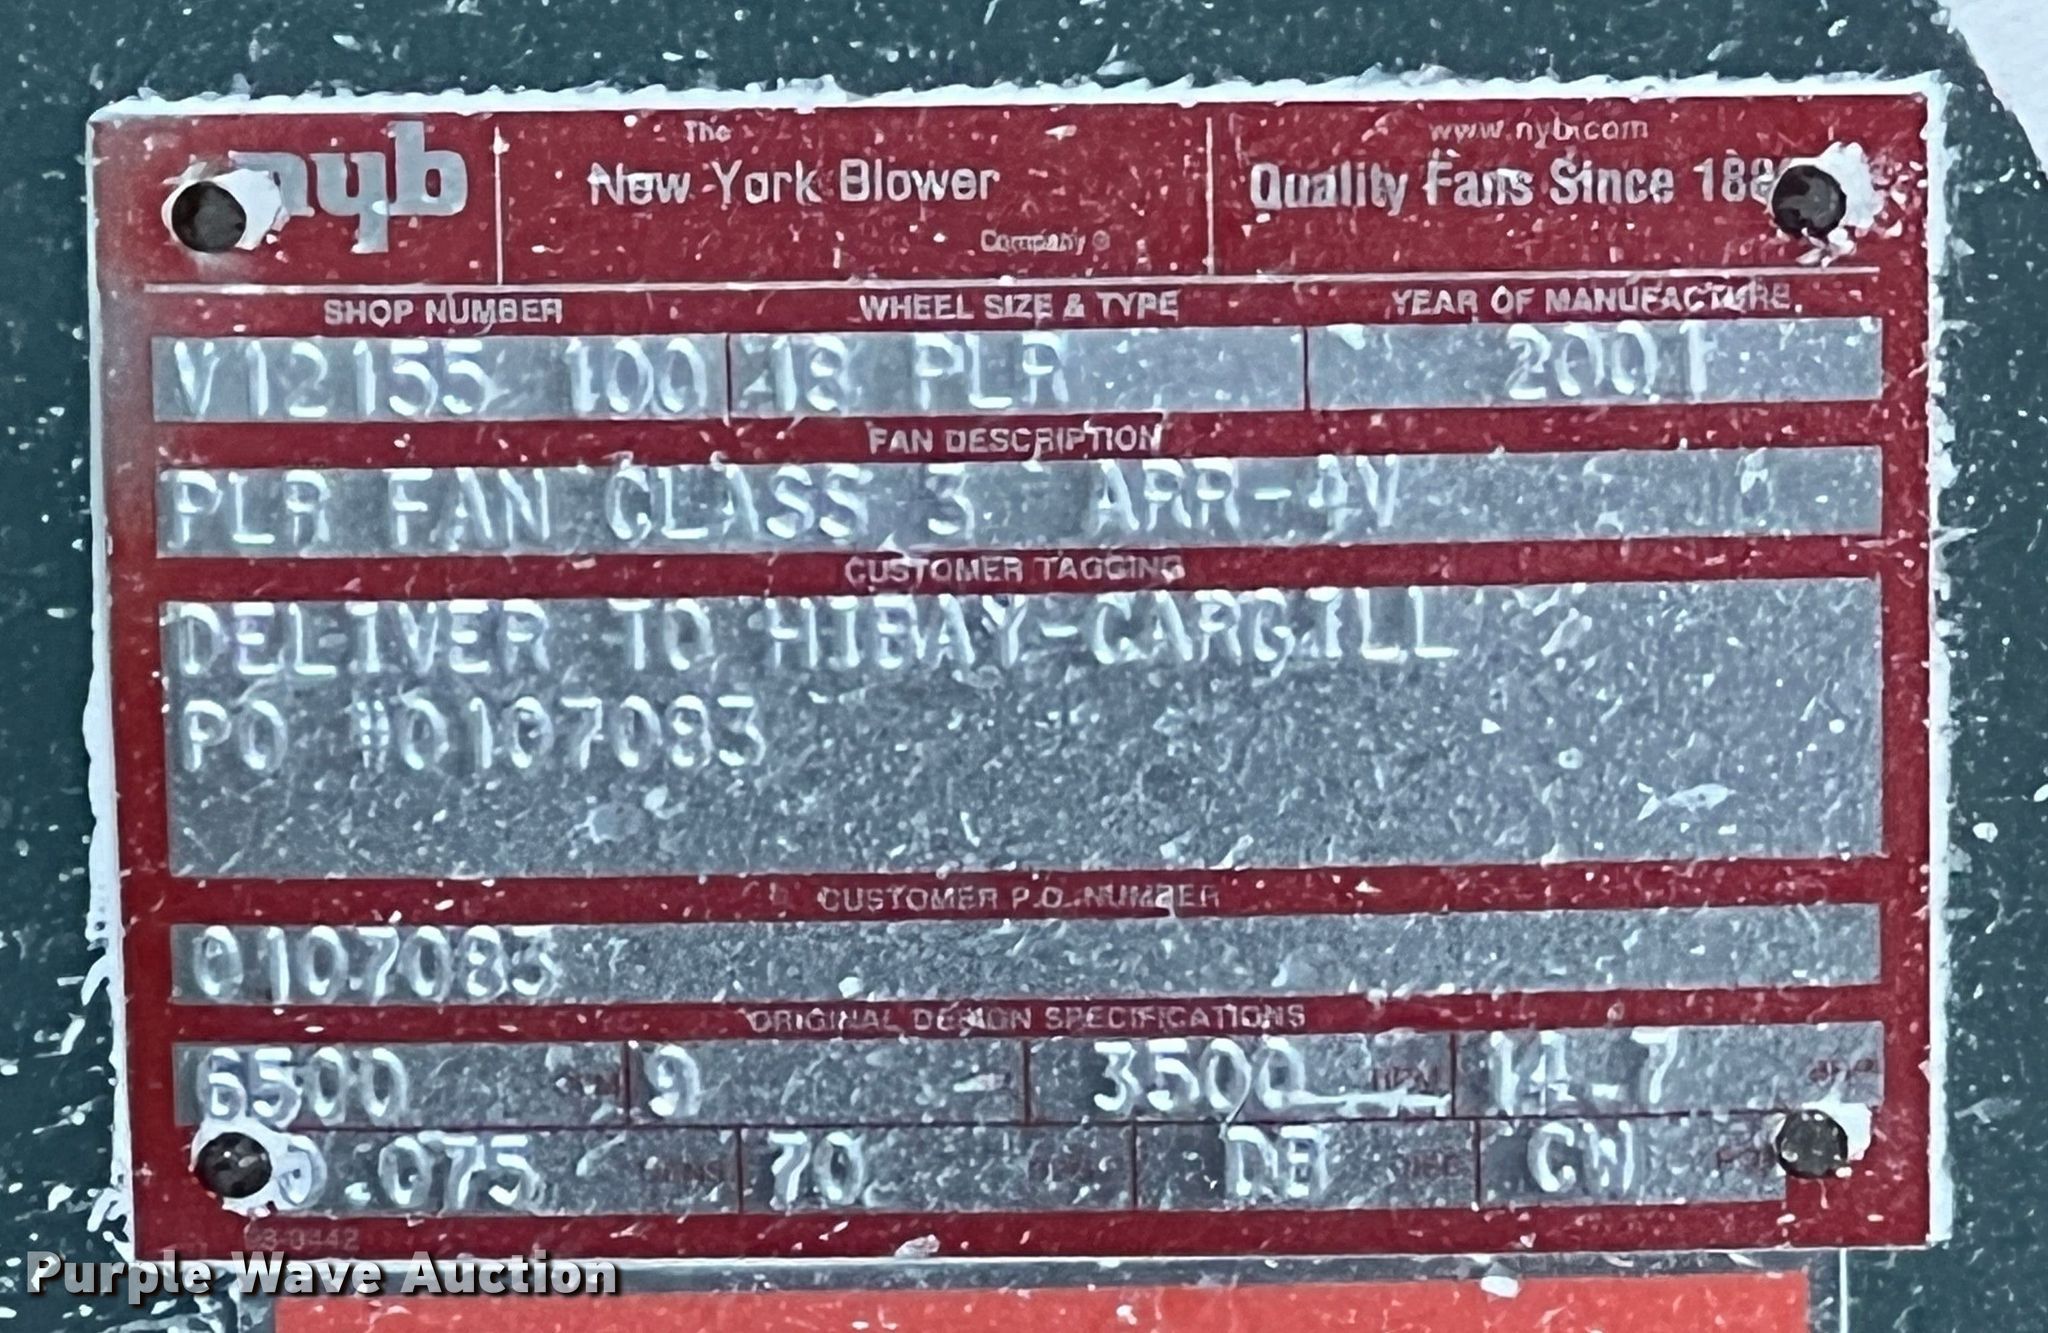 nyb
The
New York Blower
Company ®
www.nyb.com
Quality Fans Since
SHOP NUMBER WHEEL SIZE & TYPE YEAR OF MANUFACTURE
V12155 100 18 PLR 2001
FAN DESCRIPTION
PLR FAN CLASS 3 ARR-4V
CUSTOMER TAGGING
DELIVER TO HIBAY-CARGILL
PO #0107083
CUSTOMER P.O. NUMBER
0107083
ORIGINAL DESIGN SPECIFICATIONS
6500 9 3500 RPM 14.7 BHP
0.075 70 DB CW
Purple Wave Auction